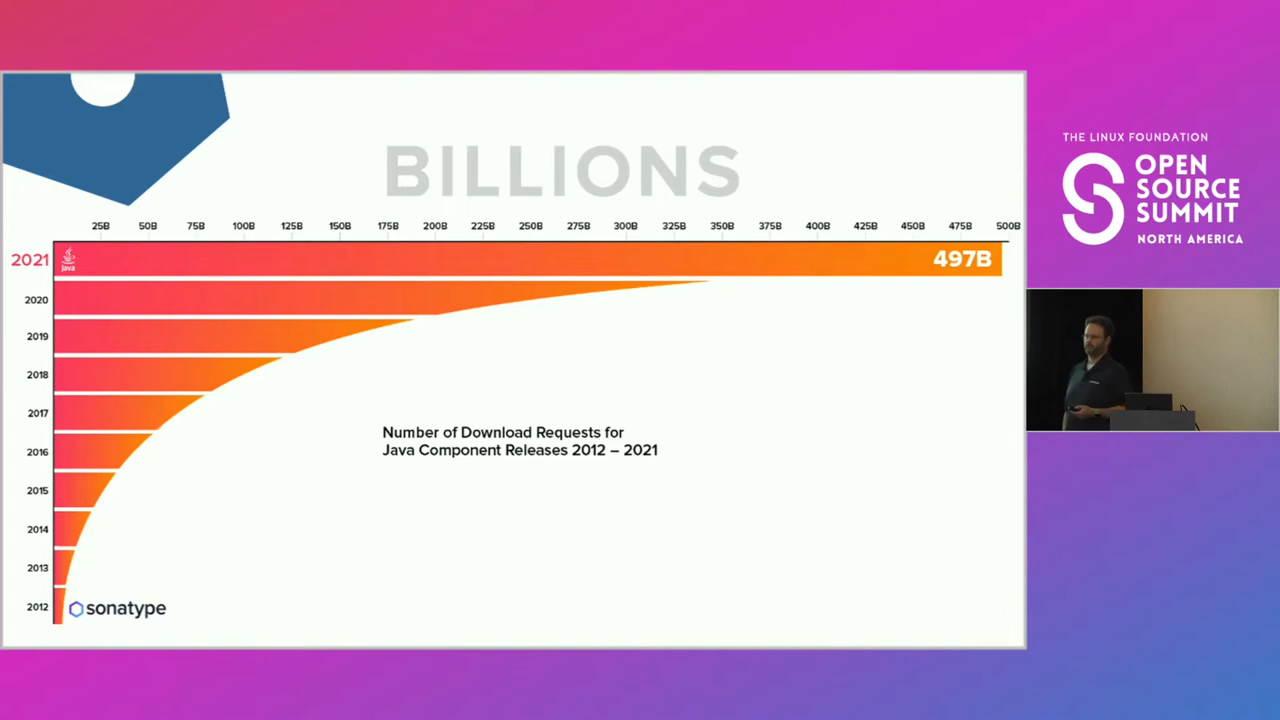 BILLIONS
25B 50B 75B 100B 125B 150B 175B 200B 225B 250B 275B 300B 325B 350B 375B 400B 425B 450B 475B 500B
2021 Java 497B
2020
2019
2018
2017
2016
2015
2014
2013
2012
Number of Download Requests for
Java Component Releases 2012 – 2021
sonatype
THE LINUX FOUNDATION
OPEN
SOURCE
SUMMIT
NORTH AMERICA